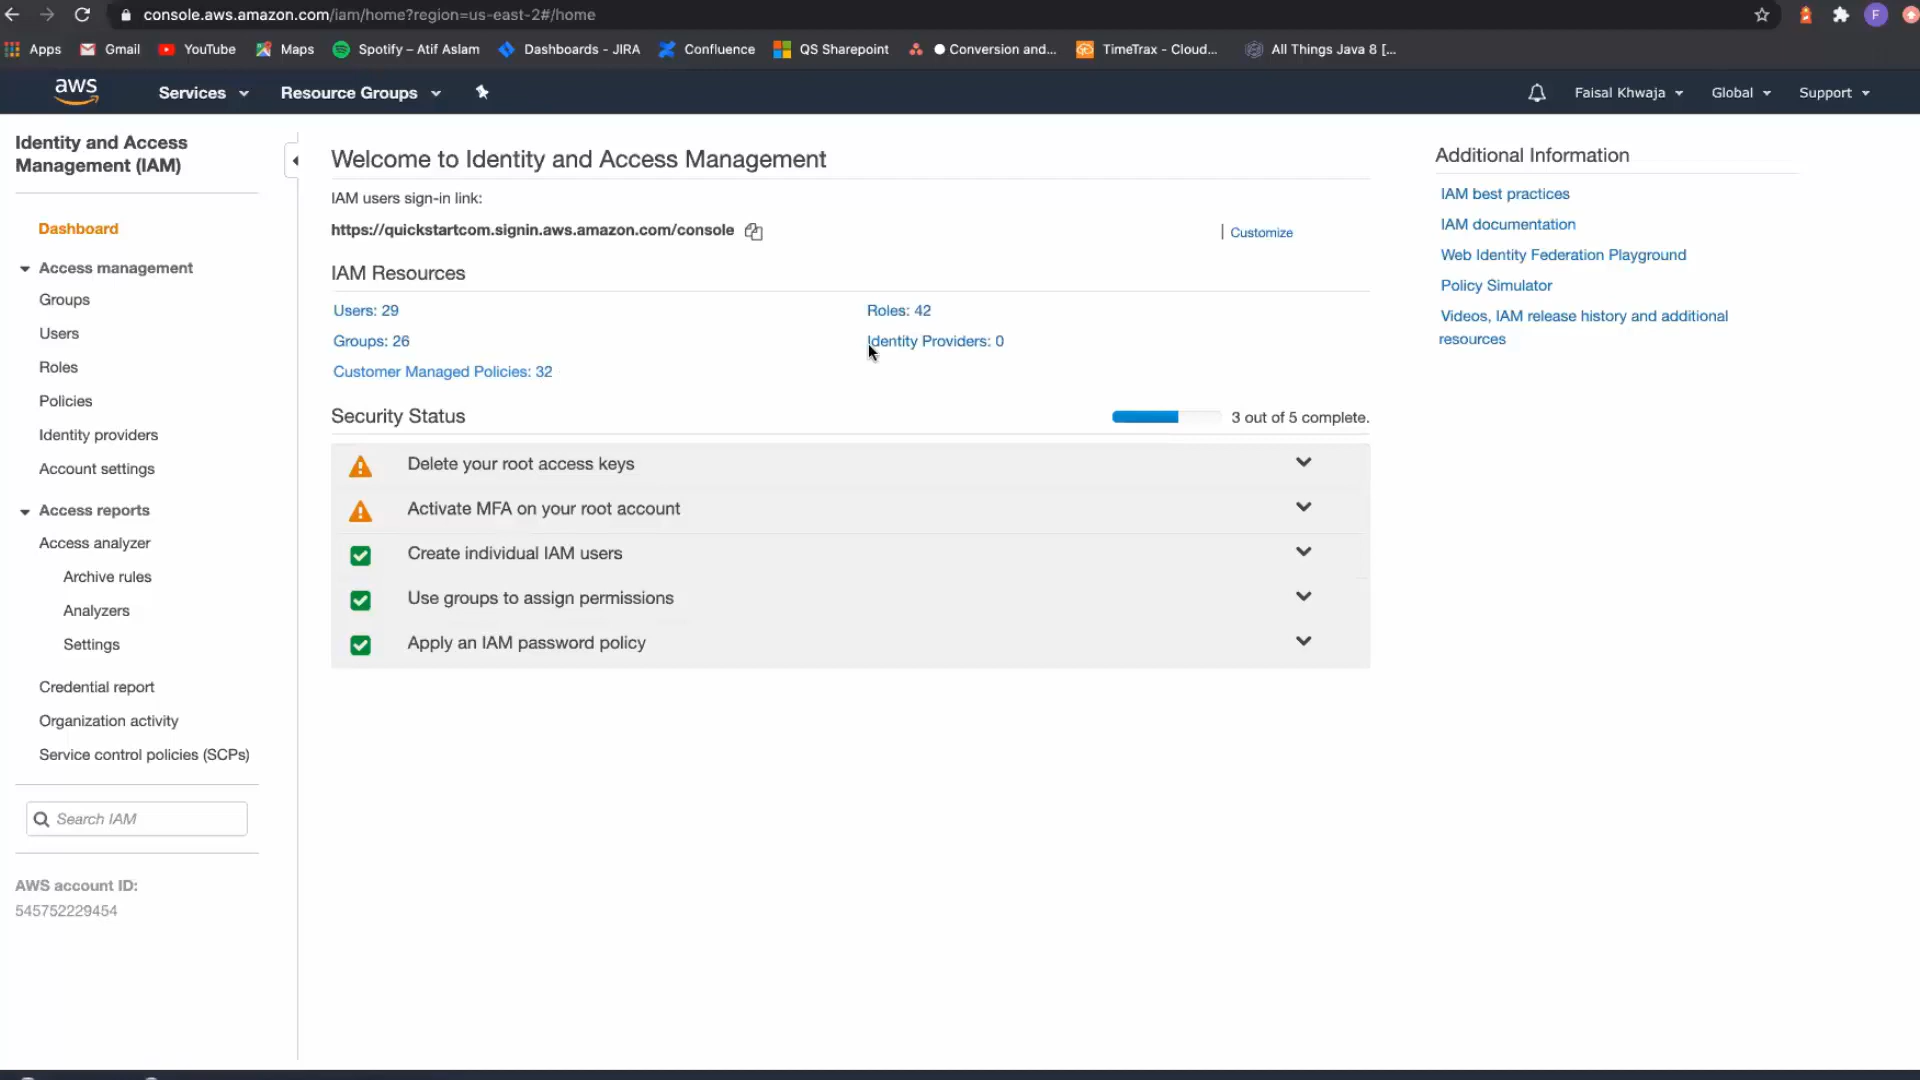 console.aws.amazon.com/iam/home?region=us-east-2#/home
F
Apps Gmail YouTube Maps Spotify – Atif Aslam Dashboards - JIRA Confluence QS Sharepoint Conversion and... TimeTrax - Cloud... All Things Java 8 [...
aws Services Resource Groups Faisal Khwaja Global Support
Identity and Access
Management (IAM)
Dashboard
Access management
Groups
Users
Roles
Policies
Identity providers
Account settings
Access reports
Access analyzer
Archive rules
Analyzers
Settings
Credential report
Organization activity
Service control policies (SCPs)
Search IAM
AWS account ID:
545752229454
Welcome to Identity and Access Management
IAM users sign-in link:
https://quickstartcom.signin.aws.amazon.com/console | Customize
IAM Resources
Users: 29 Roles: 42
Groups: 26 Identity Providers: 0
Customer Managed Policies: 32
Security Status 3 out of 5 complete.
Delete your root access keys
Activate MFA on your root account
Create individual IAM users
Use groups to assign permissions
Apply an IAM password policy
Additional Information
IAM best practices
IAM documentation
Web Identity Federation Playground
Policy Simulator
Videos, IAM release history and additional
resources